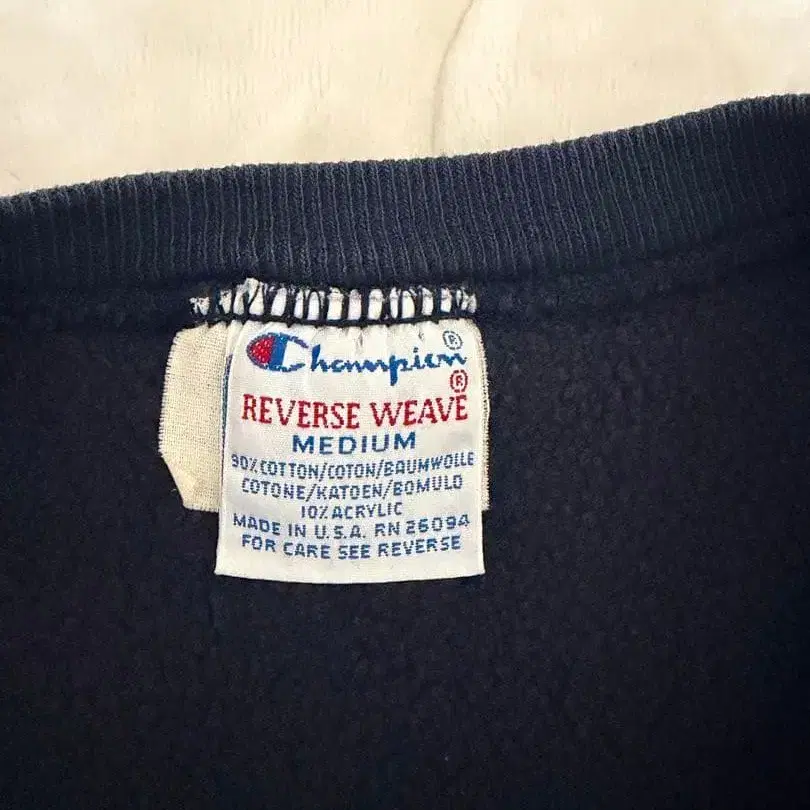 Champion®
REVERSE WEAVE®
MEDIUM
90% COTTON/COTON/BAUMWOLLE
COTONE/KATOEN/BOMULD
10% ACRYLIC
MADE IN U.S.A. RN 26094
FOR CARE SEE REVERSE